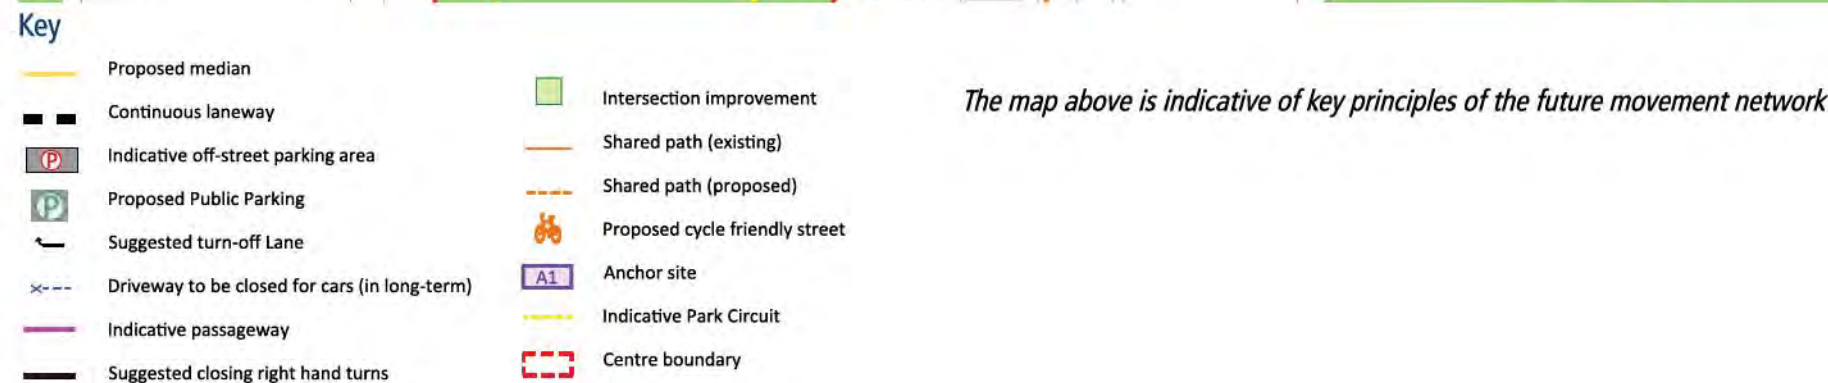 Key
Proposed median
Continuous laneway
P
Indicative off-street parking area
P
Proposed Public Parking
Suggested turn-off Lane
Driveway to be closed for cars (in long-term)
Indicative passageway
Suggested closing right hand turns
Intersection improvement
Shared path (existing)
Shared path (proposed)
Proposed cycle friendly street
A1
Anchor site
Indicative Park Circuit
Centre boundary
The map above is indicative of key principles of the future movement network